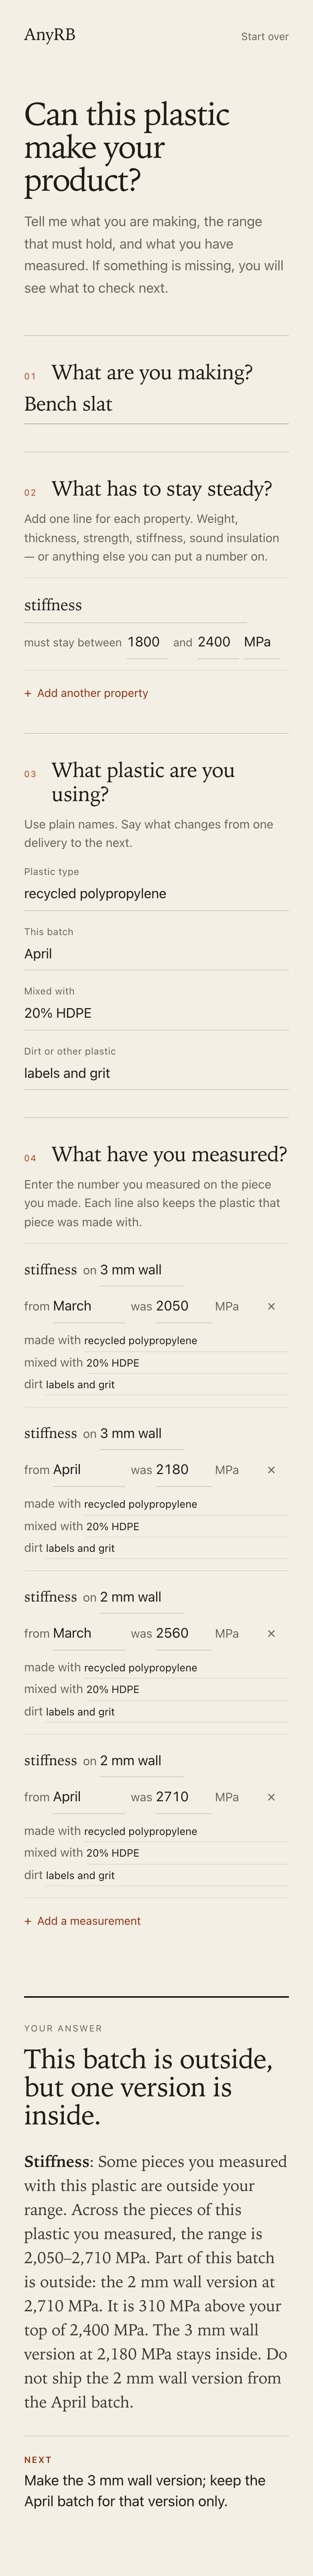 AnyRB
Start over
Can this plastic
make your
product?
Tell me what you are making, the range
that must hold, and what you have
measured. If something is missing, you will
see what to check next.
01 What are you making?
Bench slat
02 What has to stay steady?
Add one line for each property. Weight,
thickness, strength, stiffness, sound insulation
— or anything else you can put a number on.
stiffness
must stay between 1800 and 2400 MPa
+ Add another property
03 What plastic are you
using?
Use plain names. Say what changes from one
delivery to the next.
Plastic type
recycled polypropylene
This batch
April
Mixed with
20% HDPE
Dirt or other plastic
labels and grit
04 What have you measured?
Enter the number you measured on the piece
you made. Each line also keeps the plastic that
piece was made with.
stiffness on 3 mm wall
from March was 2050 MPa ×
made with recycled polypropylene
mixed with 20% HDPE
dirt labels and grit
stiffness on 3 mm wall
from April was 2180 MPa ×
made with recycled polypropylene
mixed with 20% HDPE
dirt labels and grit
stiffness on 2 mm wall
from March was 2560 MPa ×
made with recycled polypropylene
mixed with 20% HDPE
dirt labels and grit
stiffness on 2 mm wall
from April was 2710 MPa ×
made with recycled polypropylene
mixed with 20% HDPE
dirt labels and grit
+ Add a measurement
YOUR ANSWER
This batch is outside,
but one version is
inside.
Stiffness: Some pieces you measured
with this plastic are outside your
range. Across the pieces of this
plastic you measured, the range is
2,050–2,710 MPa. Part of this batch
is outside: the 2 mm wall version at
2,710 MPa. It is 310 MPa above your
top of 2,400 MPa. The 3 mm wall
version at 2,180 MPa stays inside. Do
not ship the 2 mm wall version from
the April batch.
NEXT
Make the 3 mm wall version; keep the
April batch for that version only.